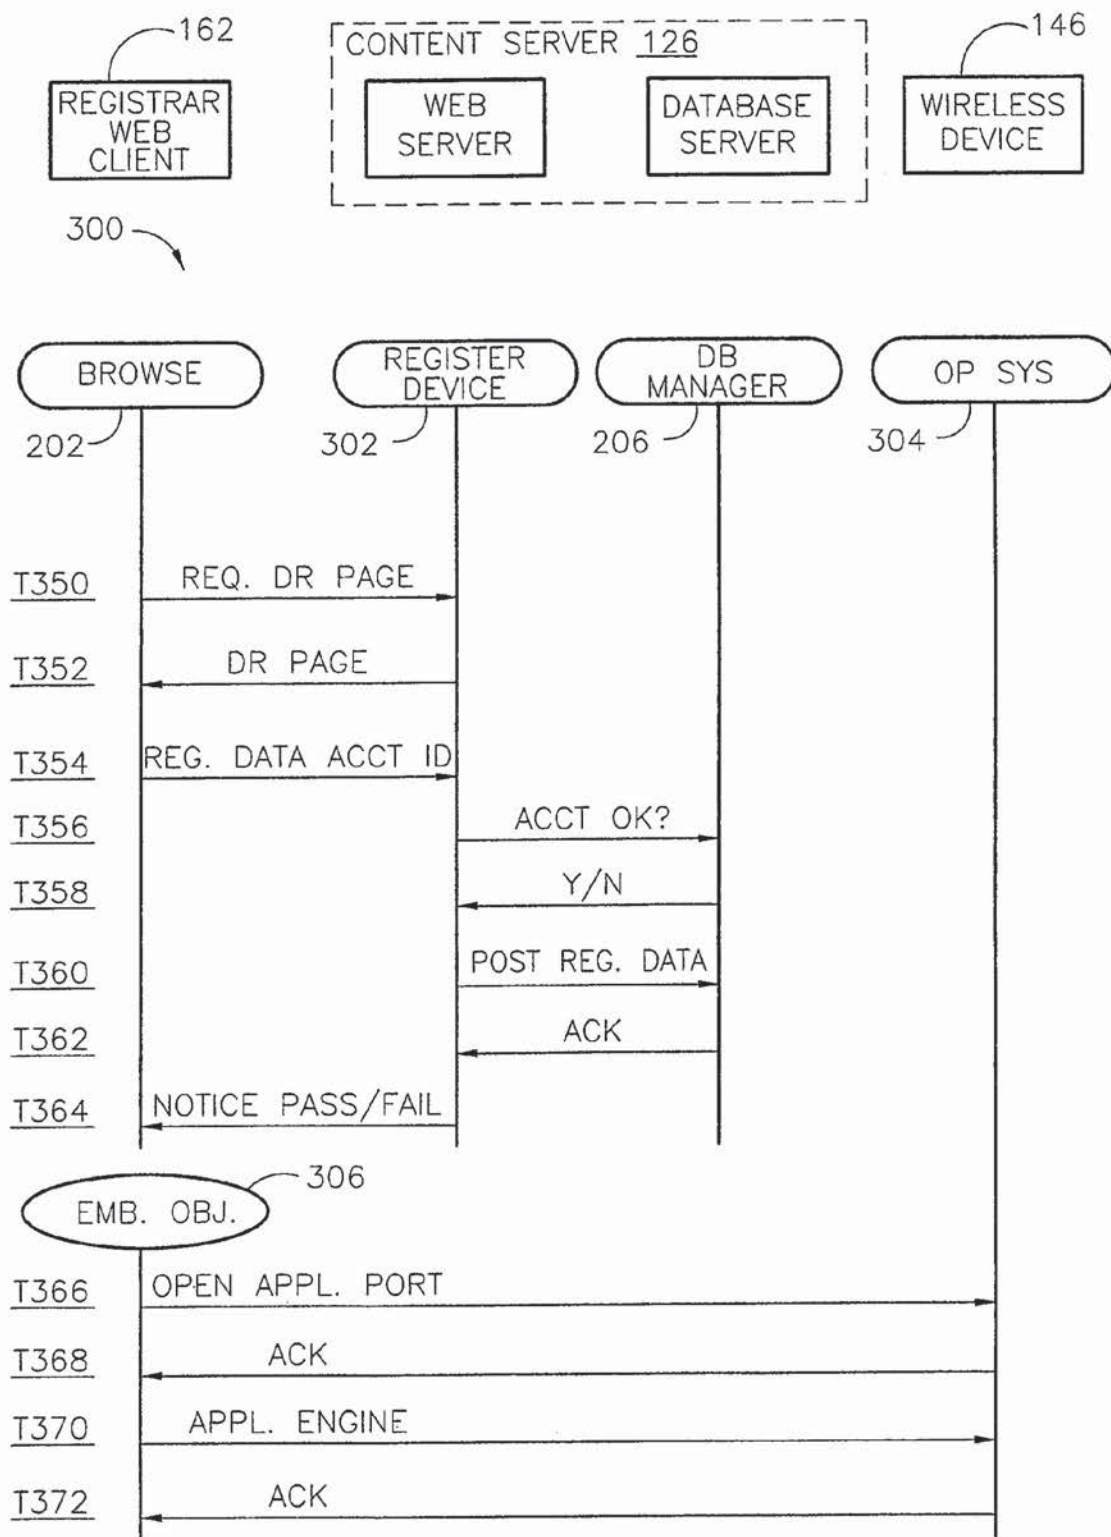 162
CONTENT SERVER 126
146
REGISTRAR
WEB
CLIENT
WEB
SERVER
DATABASE
SERVER
WIRELESS
DEVICE
300
BROWSE
REGISTER
DEVICE
DB
MANAGER
OP SYS
202
302
206
304
T350
REQ. DR PAGE
T352
DR PAGE
T354
REG. DATA ACCT ID
T356
ACCT OK?
T358
Y/N
T360
POST REG. DATA
T362
ACK
T364
NOTICE PASS/FAIL
306
EMB. OBJ.
T366
OPEN APPL. PORT
T368
ACK
T370
APPL. ENGINE
T372
ACK